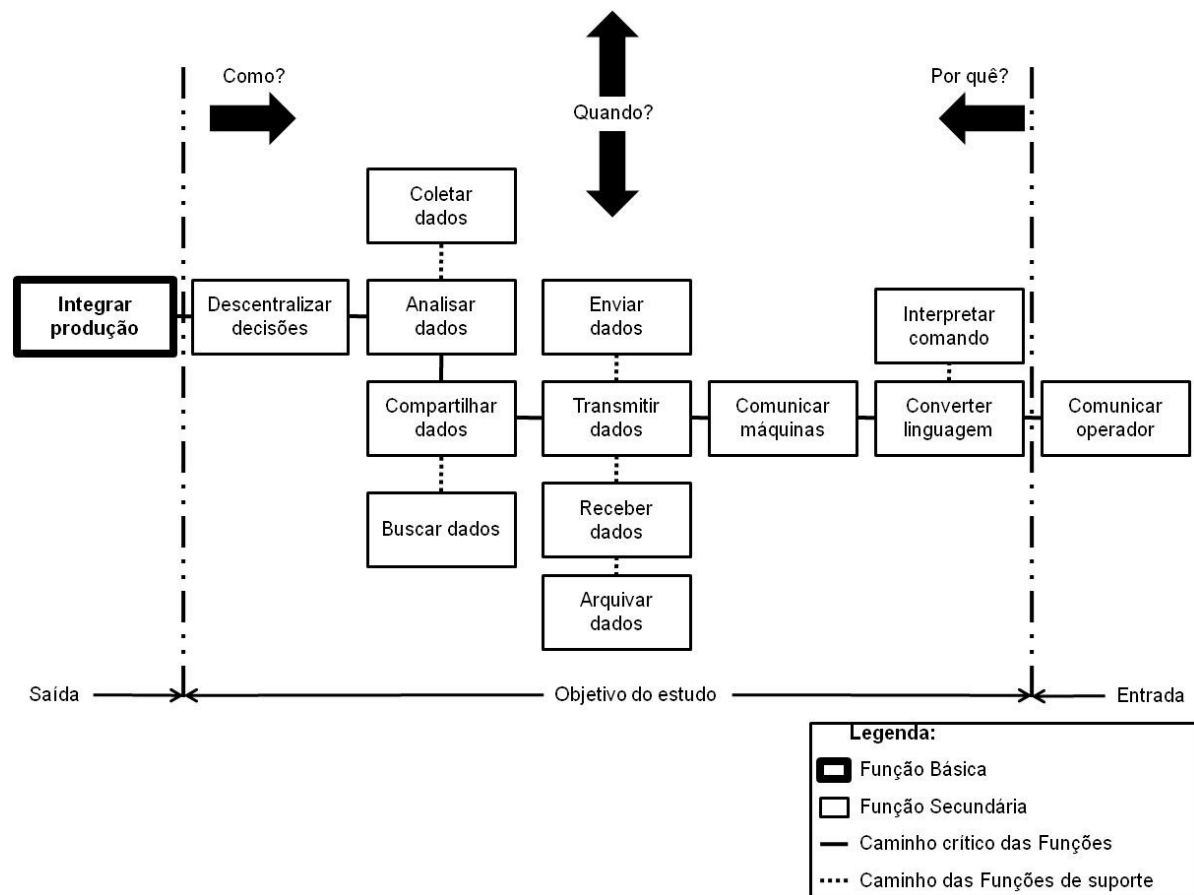 Como?
Quando?
Por quê?
Coletar
dados
Integrar
produção
Descentralizar
decisões
Analisar
dados
Enviar
dados
Interpretar
comando
Compartilhar
dados
Transmitir
dados
Comunicar
máquinas
Converter
linguagem
Comunicar
operador
Buscar dados
Receber
dados
Arquivar
dados
Saída
Objetivo do estudo
Entrada
Legenda:
Função Básica
Função Secundária
Caminho crítico das Funções
Caminho das Funções de suporte